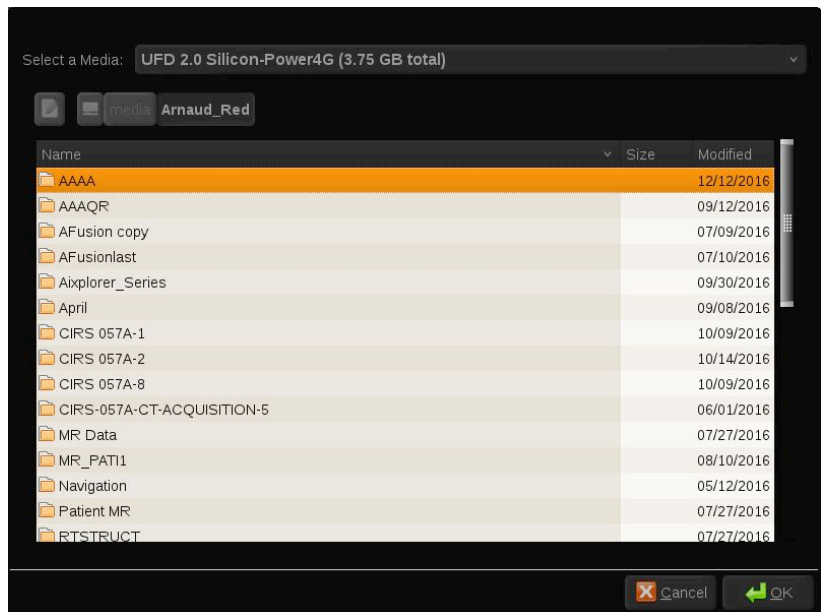 Select a Media: UFD 2.0 Silicon-Power4G (3.75 GB total)
media Arnaud_Red
Name Size Modified
AAAA 12/12/2016
AAAQR 09/12/2016
AFusion copy 07/09/2016
AFusionlast 07/10/2016
Aixplorer_Series 09/30/2016
April 09/08/2016
CIRS 057A-1 10/09/2016
CIRS 057A-2 10/14/2016
CIRS 057A-8 10/09/2016
CIRS-057A-CT-ACQUISITION-5 06/01/2016
MR Data 07/27/2016
MR_PATI1 08/10/2016
Navigation 05/12/2016
Patient MR 07/27/2016
RTSTRUCT 07/27/2016
Cancel OK